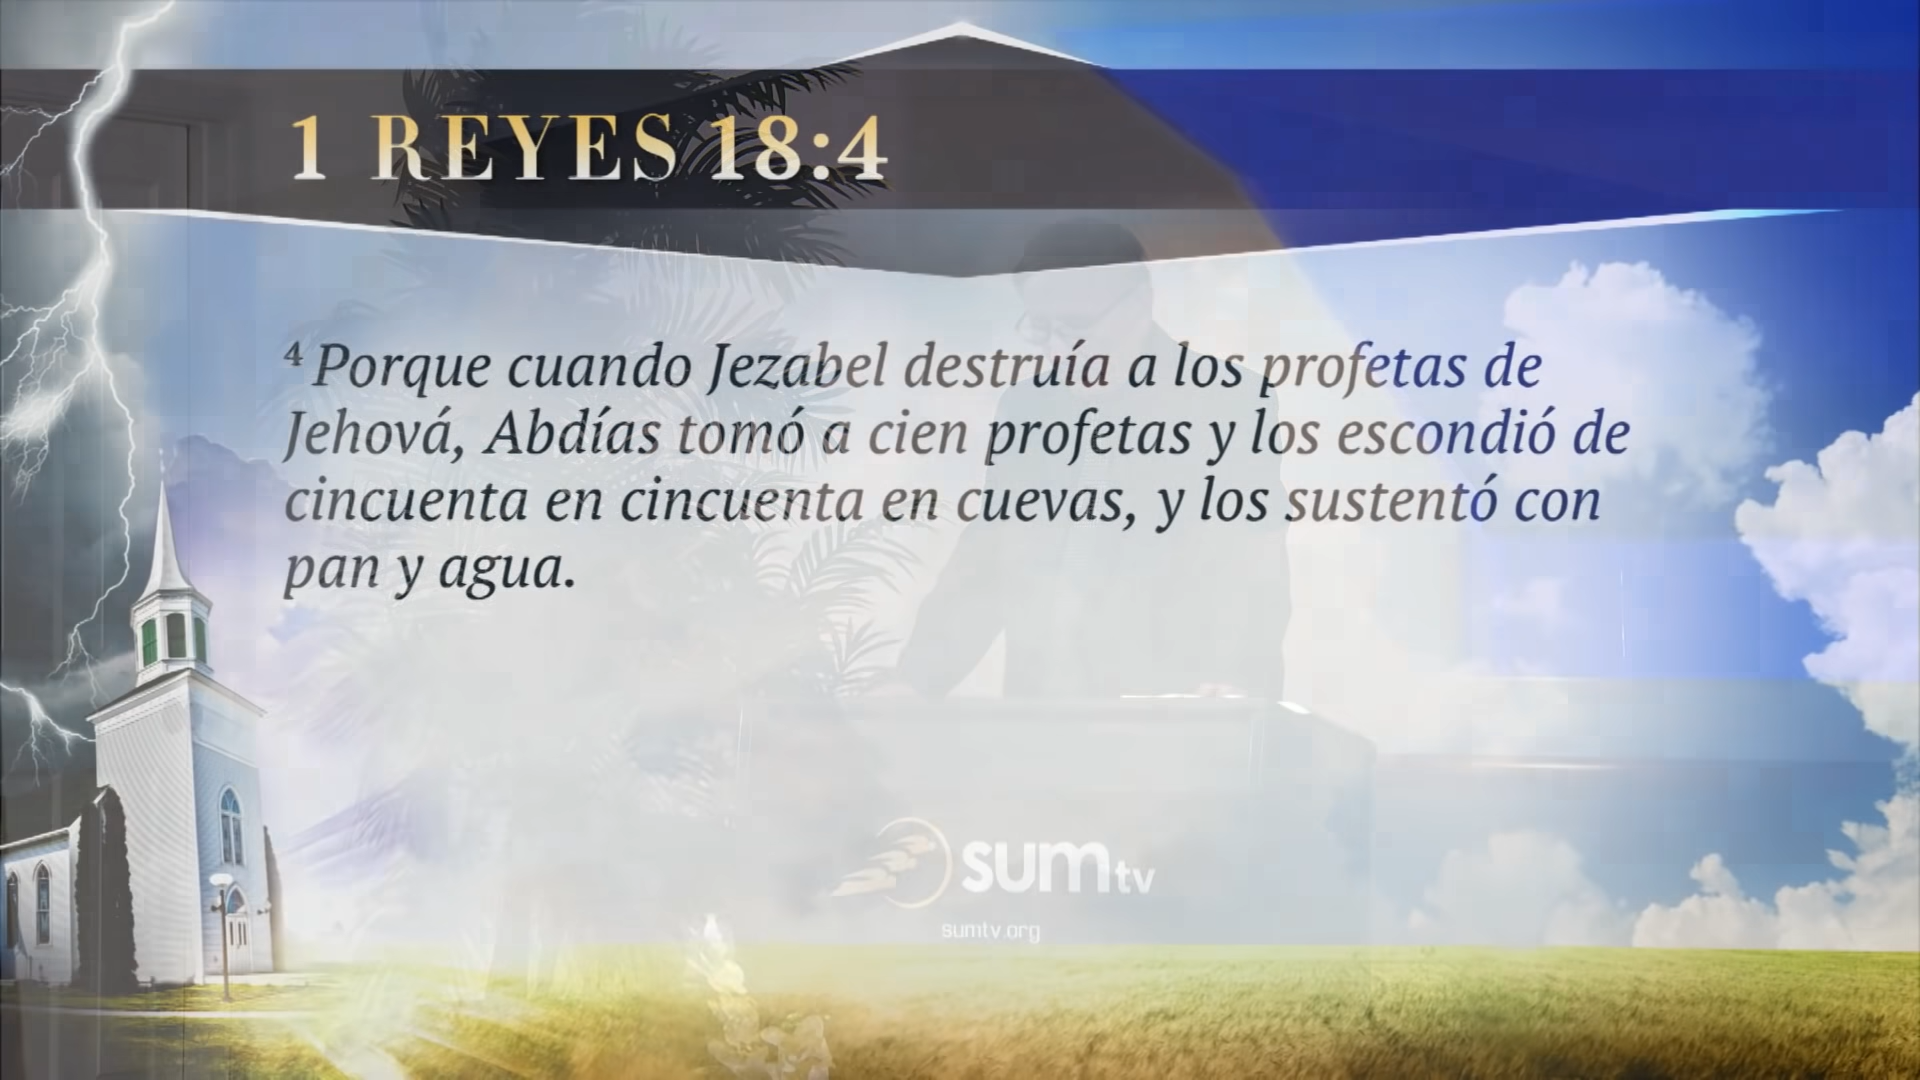 1 REYES 18:4
4 Porque cuando Jezabel destruía a los profetas de
Jehová, Abdías tomó a cien profetas y los escondió de
cincuenta en cincuenta en cuevas, y los sustentó con
pan y agua.
sumtv
sumtv.org